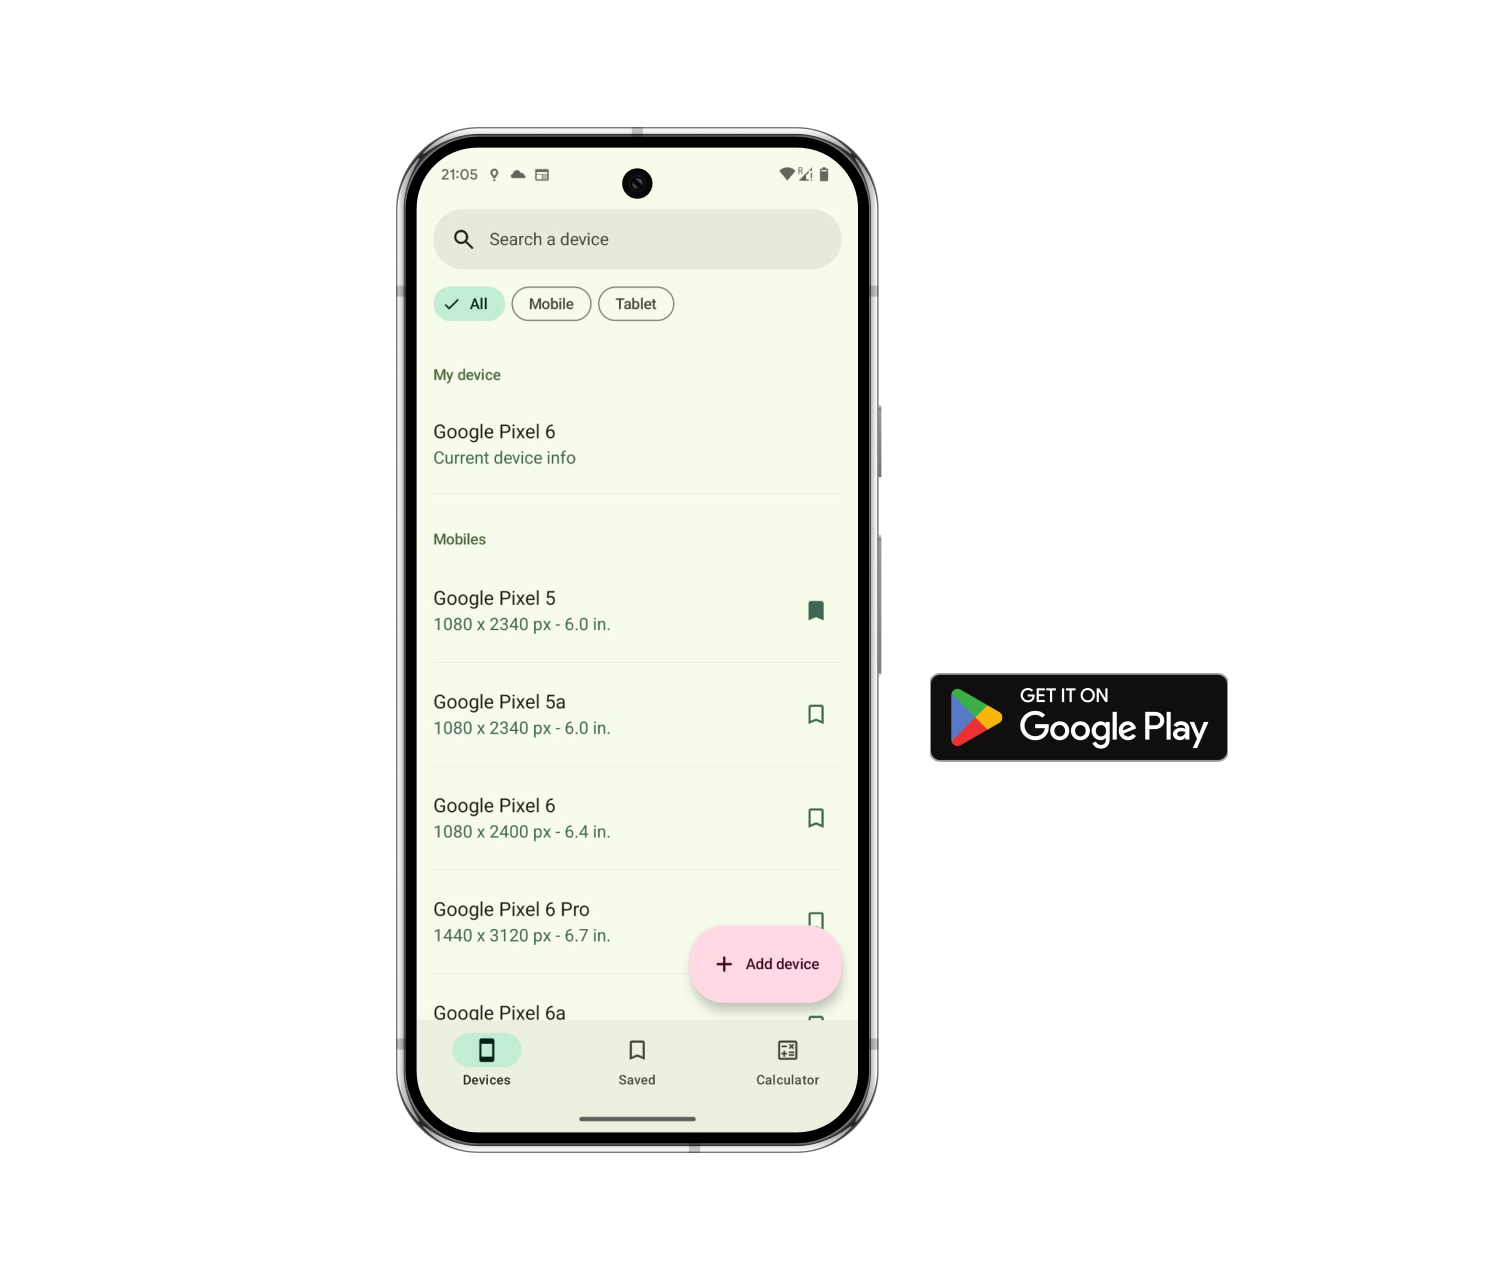 21:05
R
Search a device
All
Mobile
Tablet
My device
Google Pixel 6
Current device info
Mobiles
Google Pixel 5
1080 x 2340 px - 6.0 in.
Google Pixel 5a
1080 x 2340 px - 6.0 in.
Google Pixel 6
1080 x 2400 px - 6.4 in.
Google Pixel 6 Pro
1440 x 3120 px - 6.7 in.
Add device
Google Pixel 6a
Devices
Saved
Calculator
GET IT ON
Google Play